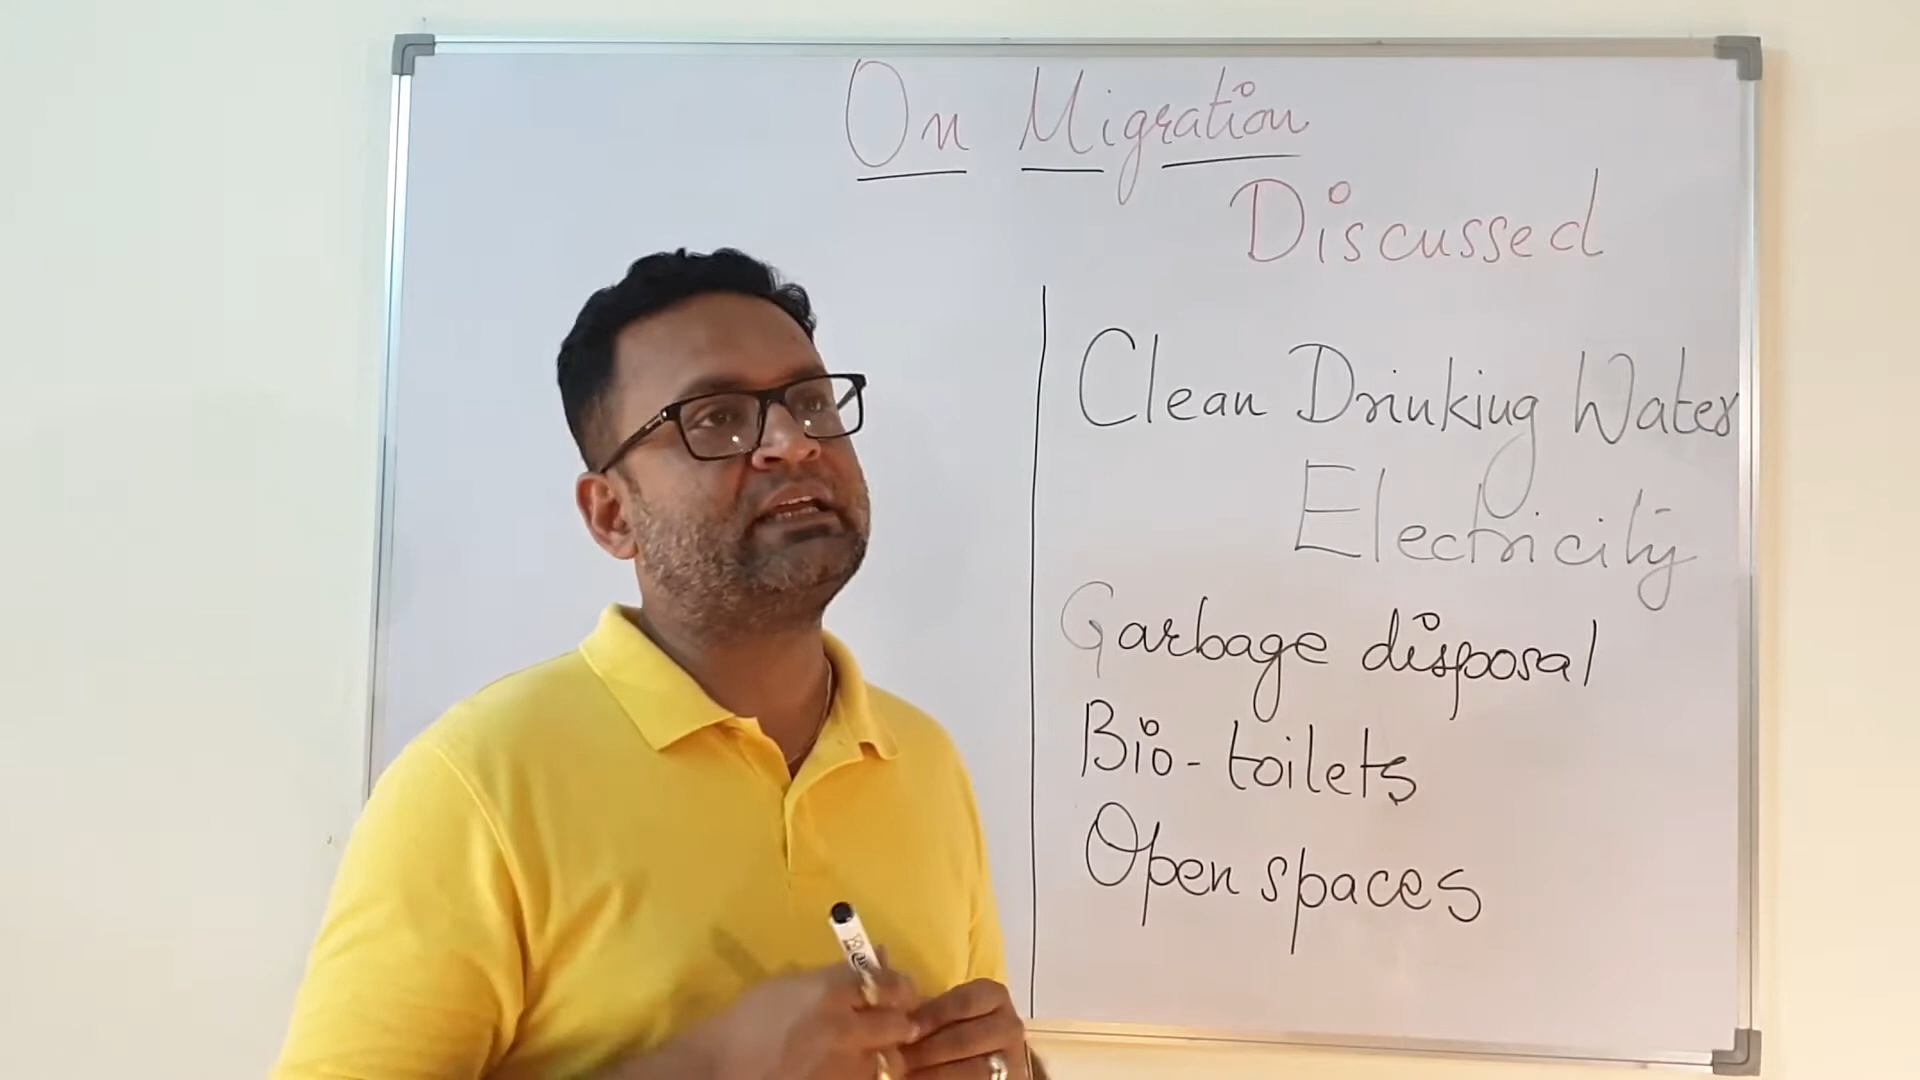 On Migration
Discussed
Clean Drinking Water
Electricity
Garbage disposal
Bio-toilets
Open spaces